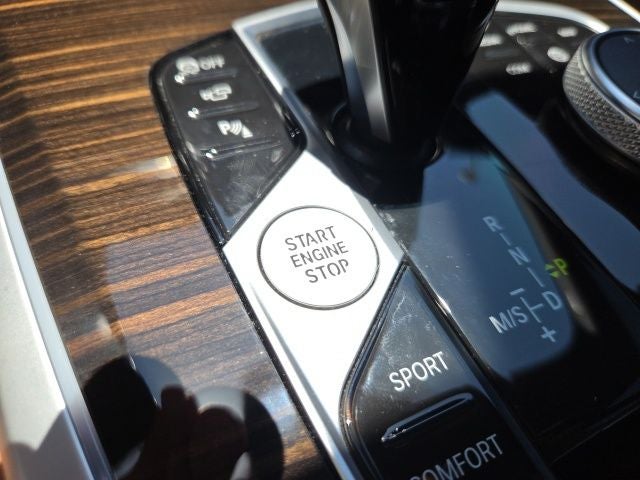 OFF
P
START
ENGINE
STOP
R
N
P
D
M/S
-
+
SPORT
COMFORT